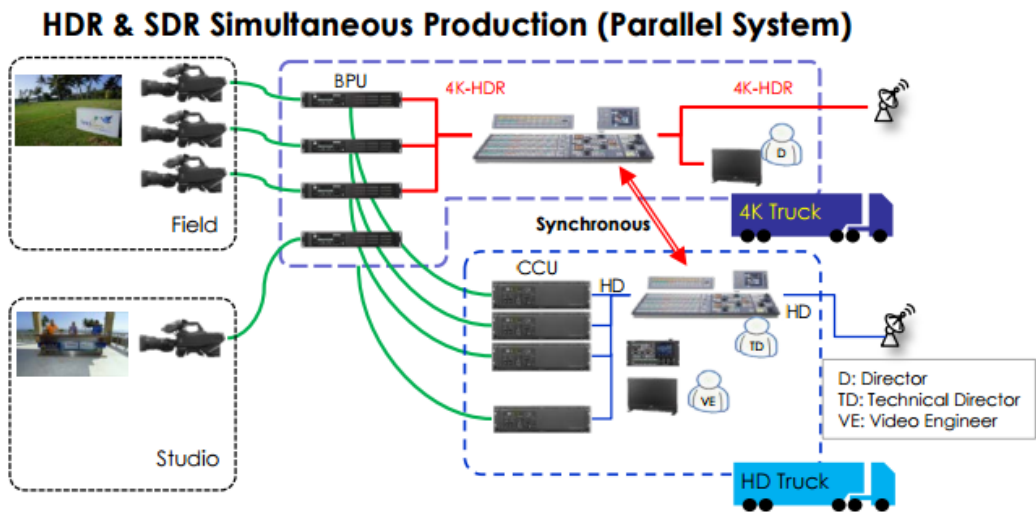 HDR & SDR Simultaneous Production (Parallel System)
BPU
4K-HDR
4K-HDR
D
Field
Synchronous
4K Truck
CCU
HD
HD
TD
VE
D: Director
TD: Technical Director
VE: Video Engineer
Studio
HD Truck